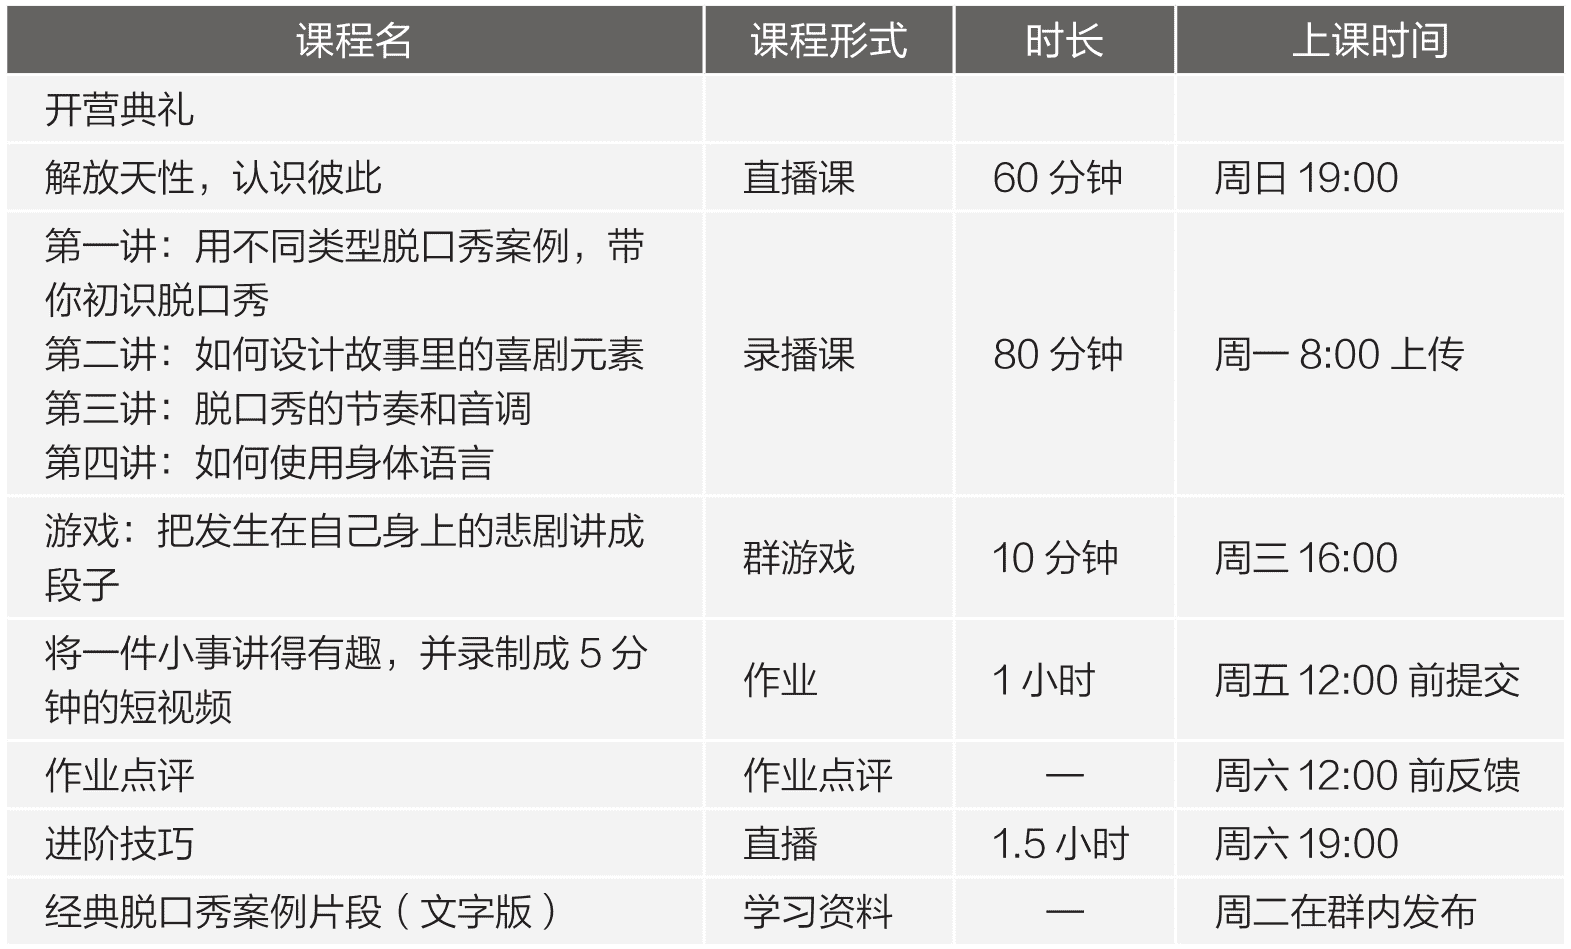 课程名 课程形式 时长 上课时间
开营典礼
解放天性，认识彼此 直播课 60 分钟 周日 19:00
第一讲：用不同类型脱口秀案例，带
你初识脱口秀
第二讲：如何设计故事里的喜剧元素 录播课 80 分钟 周一 8:00 上传
第三讲：脱口秀的节奏和音调
第四讲：如何使用身体语言
游戏：把发生在自己身上的悲剧讲成
段子
群游戏 10 分钟 周三 16:00
将一件小事讲得有趣，并录制成 5 分
钟的短视频
作业 1 小时 周五 12:00 前提交
作业点评 作业点评 — 周六 12:00 前反馈
进阶技巧 直播 1.5 小时 周六 19:00
经典脱口秀案例片段（文字版） 学习资料 — 周二在群内发布